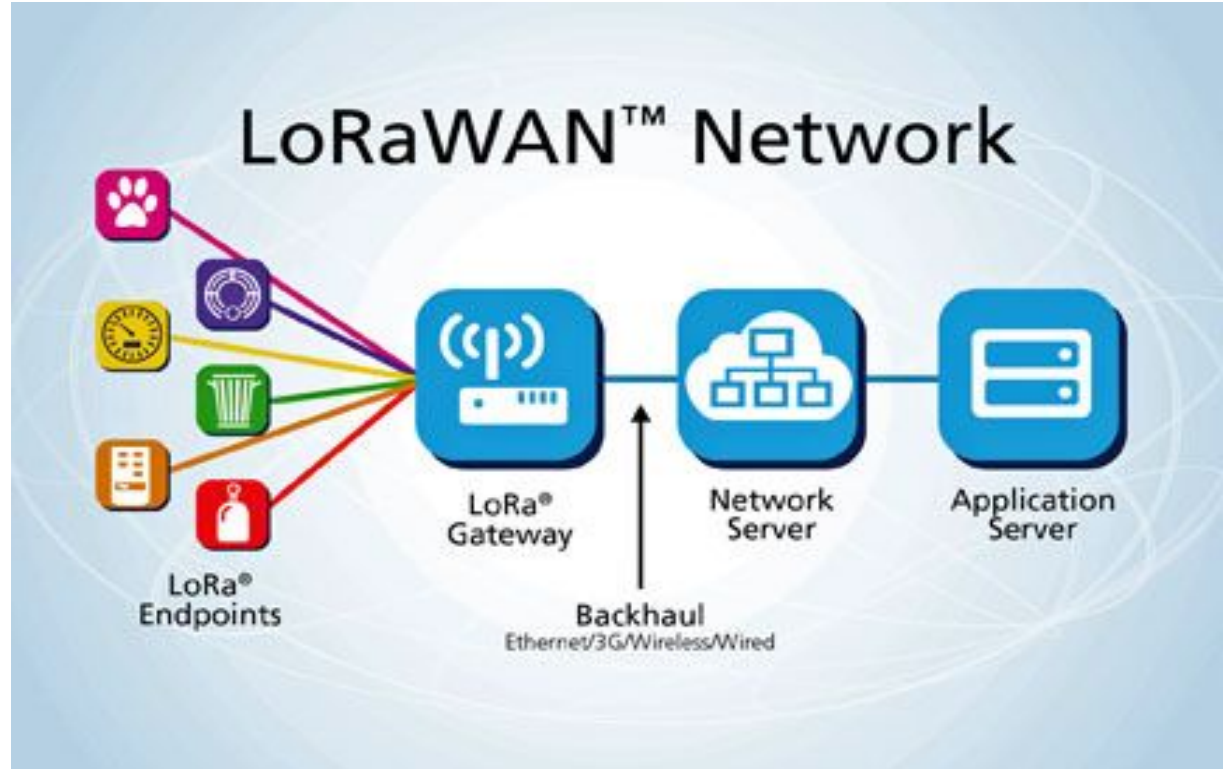 LoRaWAN™ Network
LoRa®
Gateway
Network
Server
Application
Server
LoRa®
Endpoints
Backhaul
Ethernet/3G/Wireless/Wired